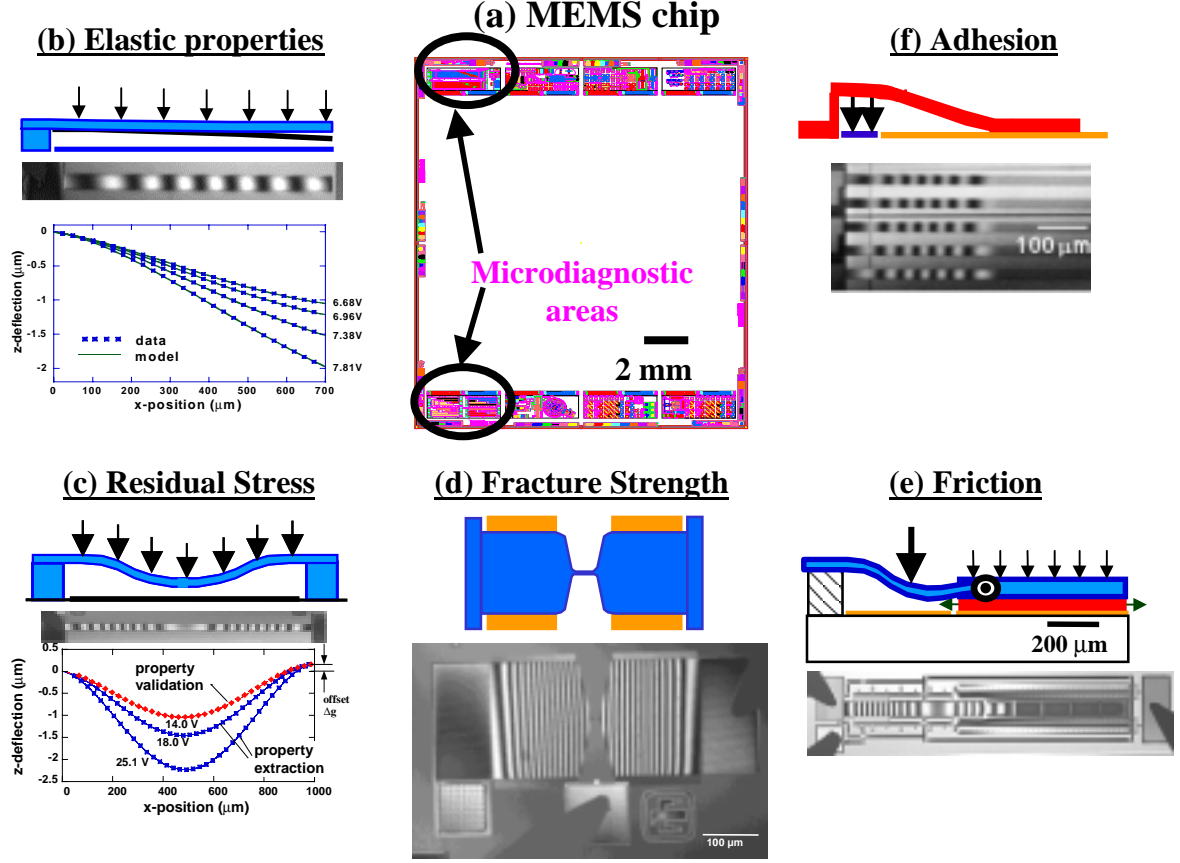 (a) MEMS chip
Microdiagnostic
areas
2 mm
(b) Elastic properties
0
-0.5
-1
-1.5
-2
z-deflection (μm)
6.68V
6.96V
7.38V
7.81V
data
model
0 100 200 300 400 500 600 700
x-position (μm)
(f) Adhesion
100 μm
(c) Residual Stress
0.5
0
-0.5
-1
-1.5
-2
-2.5
z-deflection (μm)
property
validation
14.0 V
18.0 V
25.1 V
property
extraction
offset
Δg
0 200 400 600 800 1000
x-position (μm)
(d) Fracture Strength
100 μm
(e) Friction
200 μm